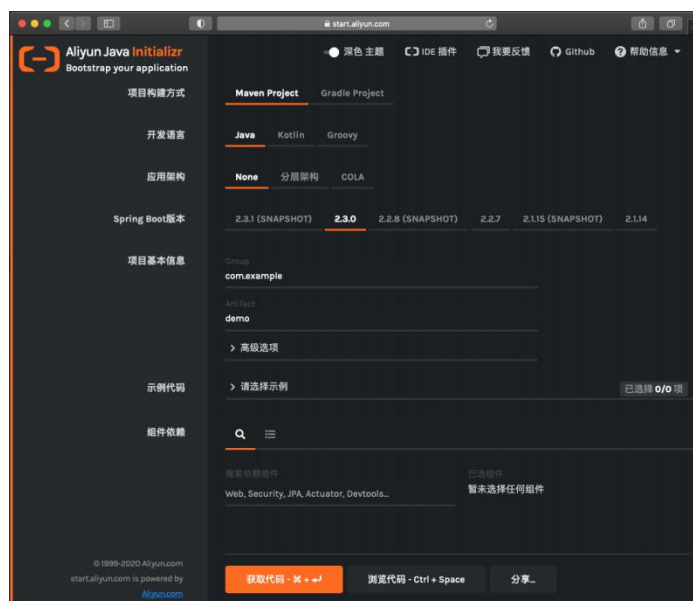 start.aliyun.com
Aliyun Java Initializr
Bootstrap your application
深色 主题
IDE 插件
我要反馈
Github
帮助信息
项目构建方式
Maven Project
Gradle Project
开发语言
Java
Kotlin
Groovy
应用架构
None
分层架构
COLA
Spring Boot版本
2.3.1 (SNAPSHOT)
2.3.0
2.2.8 (SNAPSHOT)
2.2.7
2.1.15 (SNAPSHOT)
2.1.14
项目基本信息
Group
com.example
Artifact
demo
高级选项
示例代码
请选择示例
已选择 0/0 项
组件依赖
搜索依赖组件
Web, Security, JPA, Actuator, Devtools...
已选组件
暂未选择任何组件
© 1999-2020 Aliyun.com
start.aliyun.com is powered by
Aliyun.com
获取代码 - ⌘ + ↵
浏览代码 - Ctrl + Space
分享...